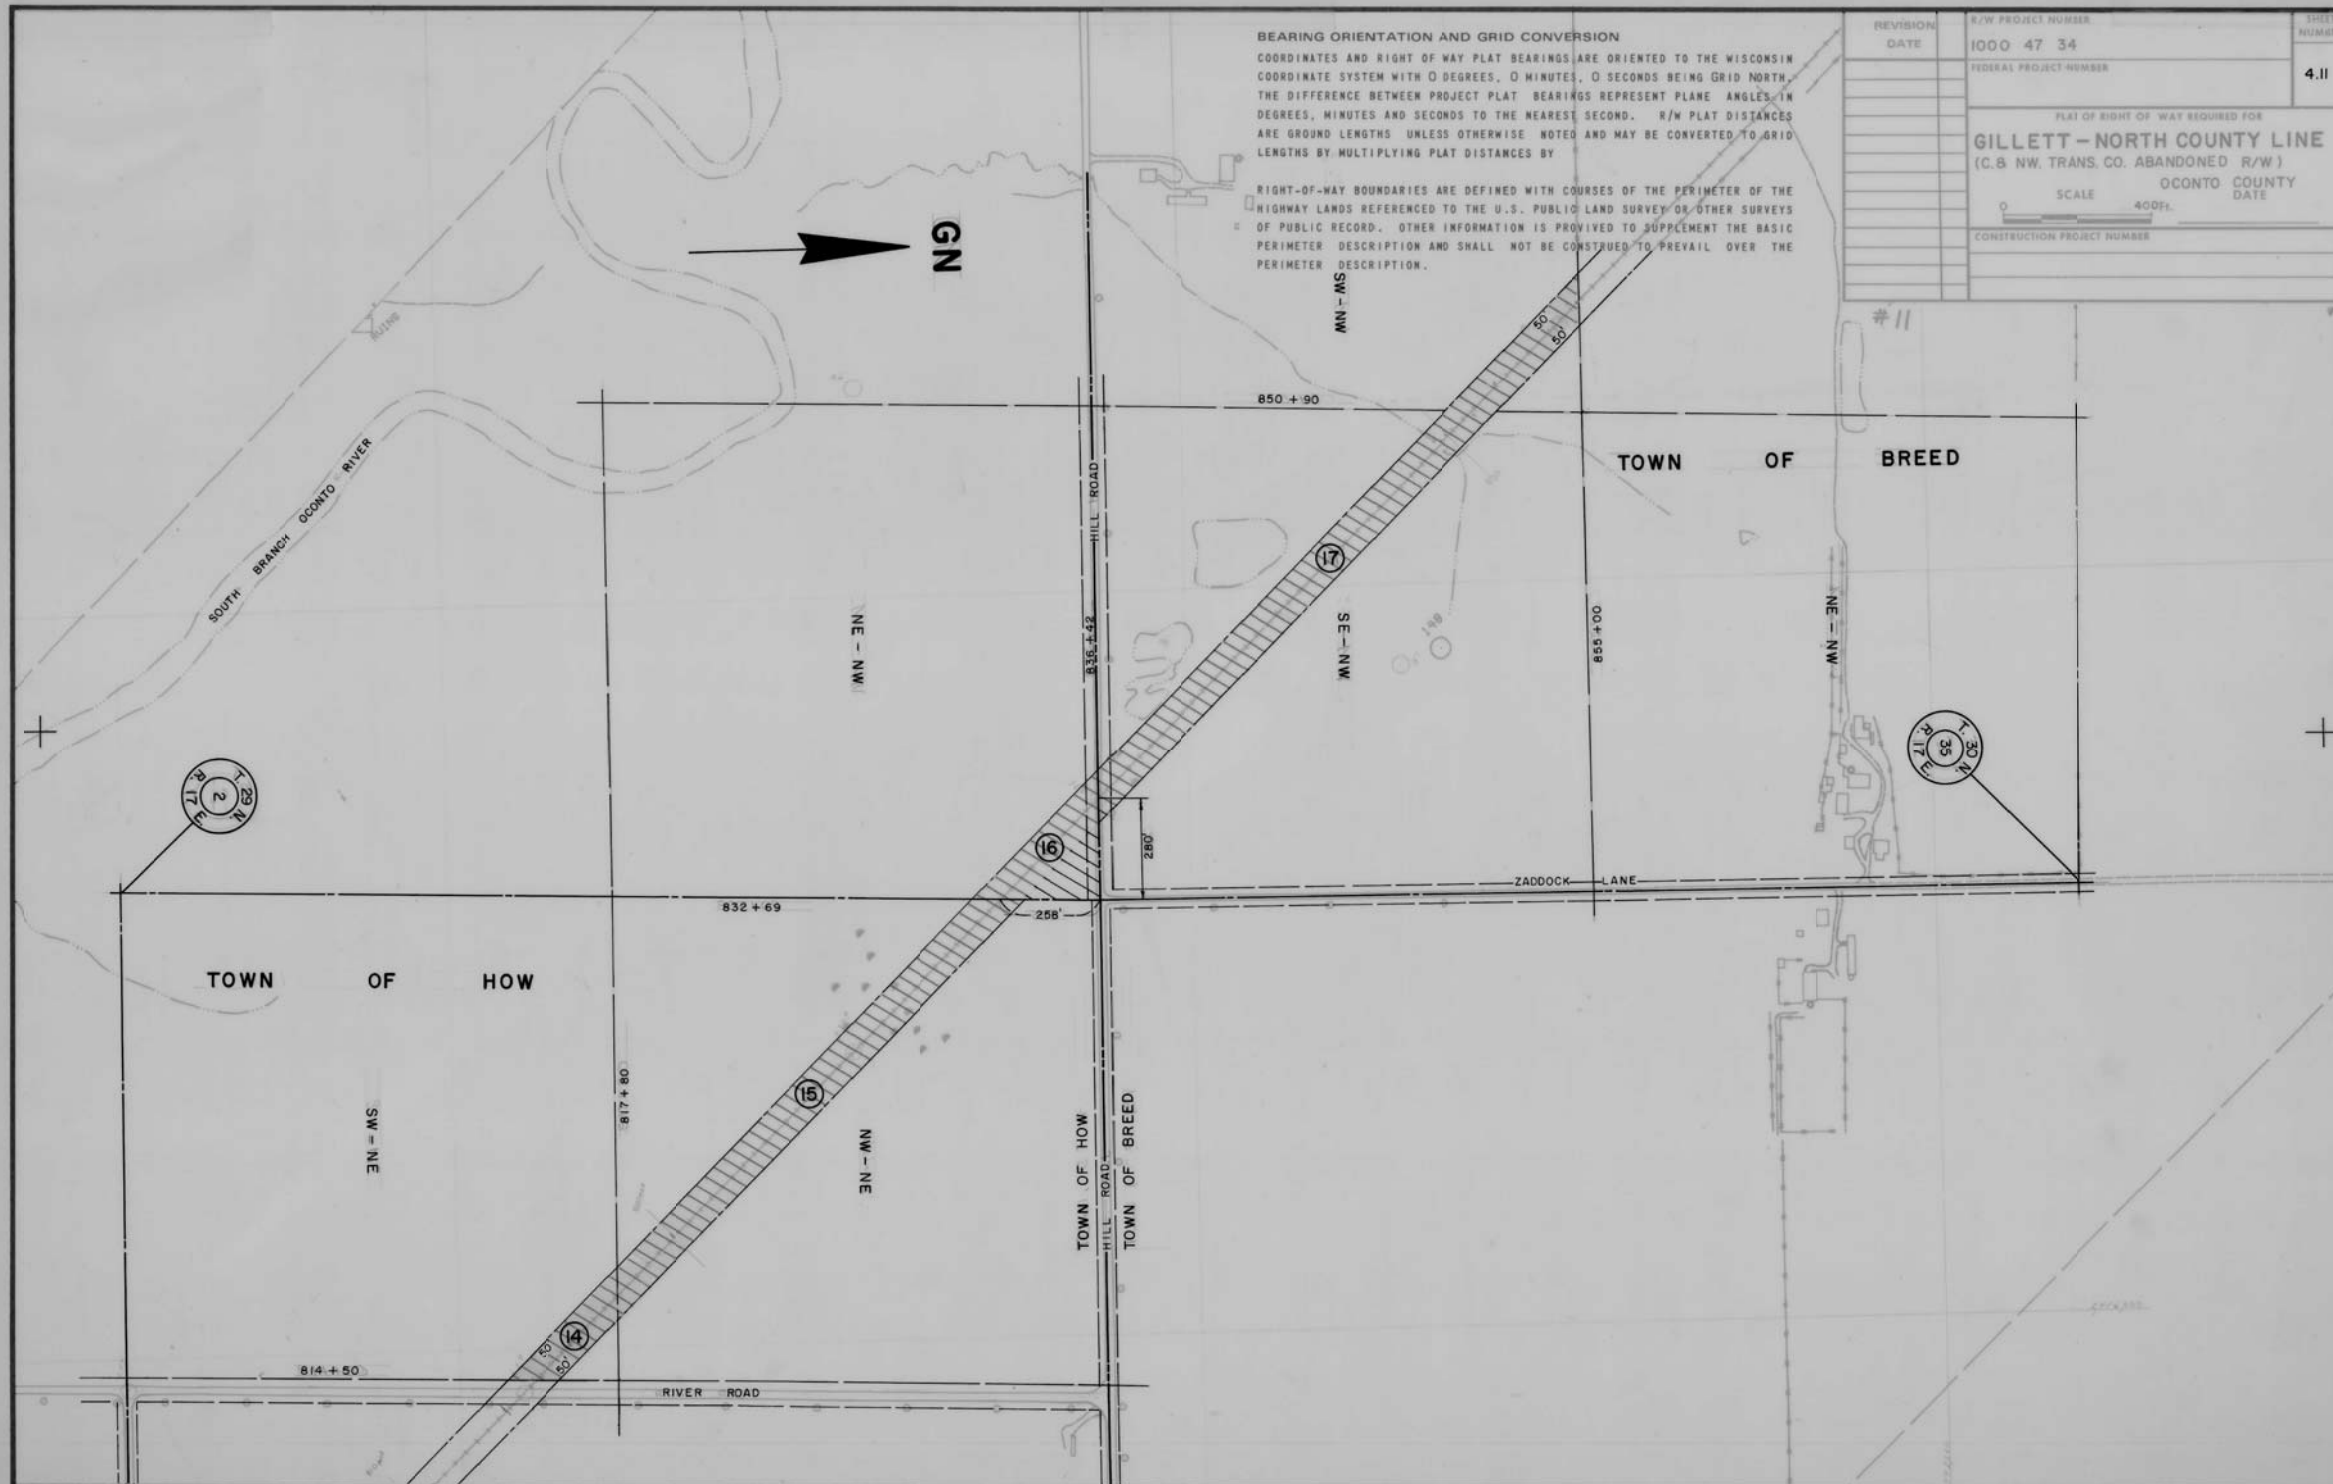 BEARING ORIENTATION AND GRID CONVERSION
COORDINATES AND RIGHT OF WAY PLAT BEARINGS ARE ORIENTED TO THE WISCONSIN
COORDINATE SYSTEM WITH 0 DEGREES, 0 MINUTES, 0 SECONDS BEING GRID NORTH.
THE DIFFERENCE BETWEEN PROJECT PLAT BEARINGS REPRESENT PLANE ANGLES IN
DEGREES, MINUTES AND SECONDS TO THE NEAREST SECOND. R/W PLAT DISTANCES
ARE GROUND LENGTHS UNLESS OTHERWISE NOTED AND MAY BE CONVERTED TO GRID
LENGTHS BY MULTIPLYING PLAT DISTANCES BY
RIGHT-OF-WAY BOUNDARIES ARE DEFINED WITH COURSES OF THE PERIMETER OF THE
HIGHWAY LANDS REFERENCED TO THE U.S. PUBLIC LAND SURVEY OR OTHER SURVEYS
OF PUBLIC RECORD. OTHER INFORMATION IS PROVIVED TO SUPPLEMENT THE BASIC
PERIMETER DESCRIPTION AND SHALL NOT BE CONSTRUED TO PREVAIL OVER THE
PERIMETER DESCRIPTION.
REVISION
DATE
R/W PROJECT NUMBER
1000 47 34
FEDERAL PROJECT NUMBER
4.11
PLAT OF RIGHT OF WAY REQUIRED FOR
GILLETT – NORTH COUNTY LINE
(C.& NW. TRANS. CO. ABANDONED R/W)
OCONTO COUNTY
SCALE
DATE
0
400Ft.
CONSTRUCTION PROJECT NUMBER
#11
GN
RUINS
SW – NW
50'
50'
850 + 90
TOWN OF BREED
HILL ROAD
SOUTH BRANCH OCONTO RIVER
17
NE – NW
836 + 42
SE – NW
148
855 + 00
NE – NW
T. 30 N.
35
R. 17 E.
T. 29 N.
2
R. 17 E.
16
280'
ZADDOCK LANE
832 + 69
258'
TOWN OF HOW
15
817 + 80
SW – NE
NW – NE
TOWN OF HOW
HILL ROAD
TOWN OF BREED
14
50'
50'
814 + 50
RIVER ROAD